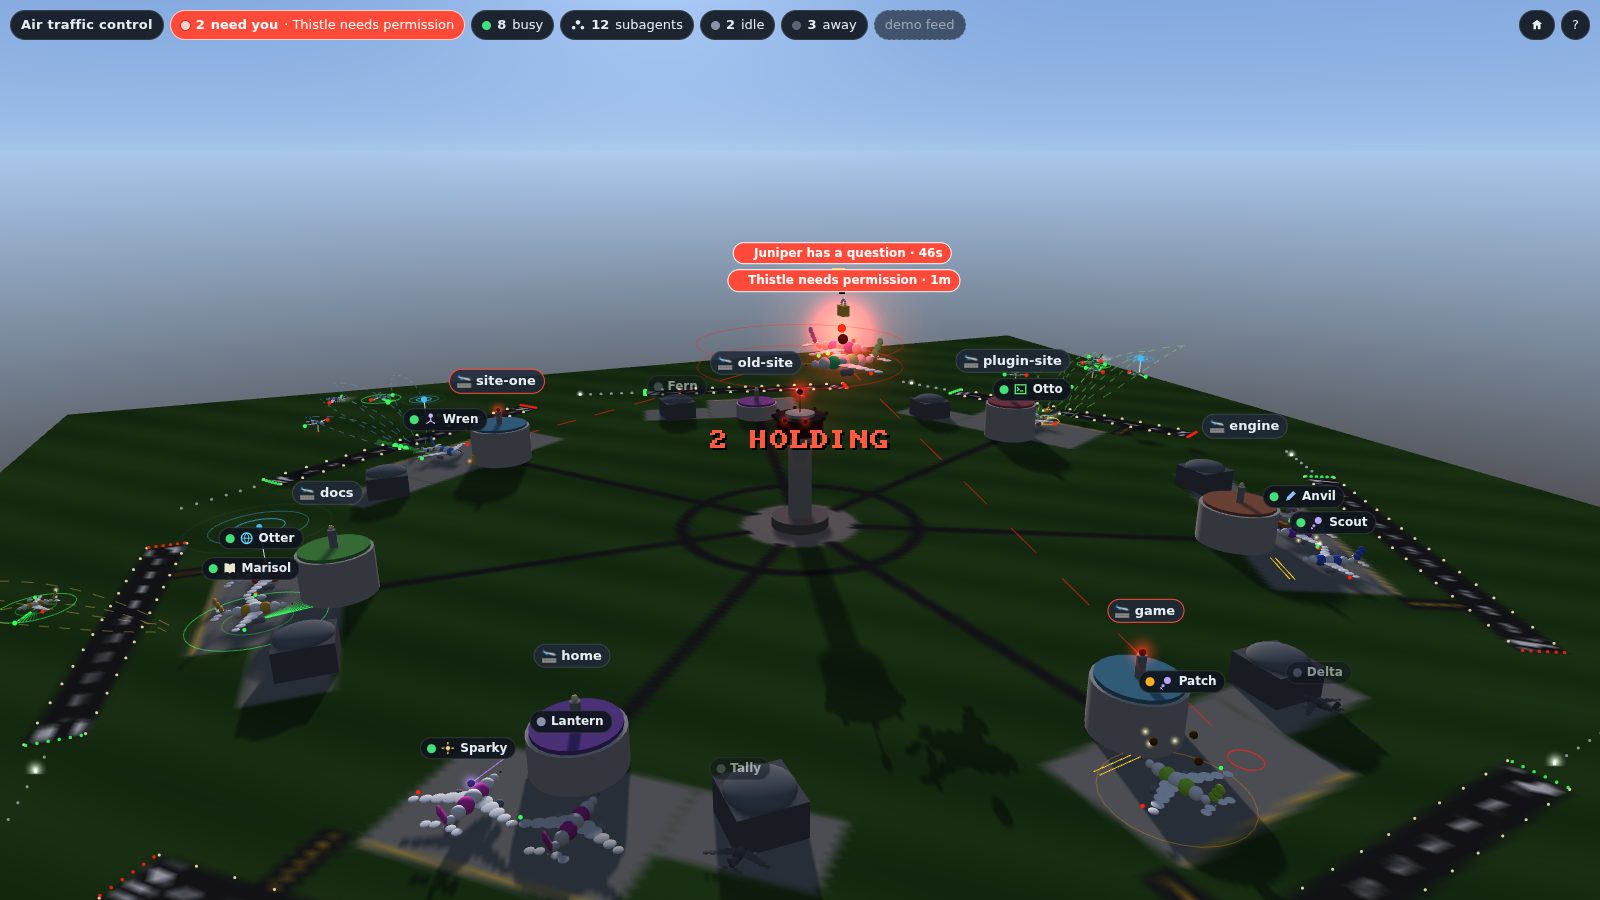 Air traffic control
2 need you · Thistle needs permission
8 busy
12 subagents
2 idle
3 away
demo feed
?
Juniper has a question · 46s
Thistle needs permission · 1m
old-site
plugin-site
site-one
Fern
Otto
Wren
engine
2 HOLDING
docs
Anvil
Scout
Otter
Marisol
game
home
Delta
Patch
Lantern
Sparky
Tally